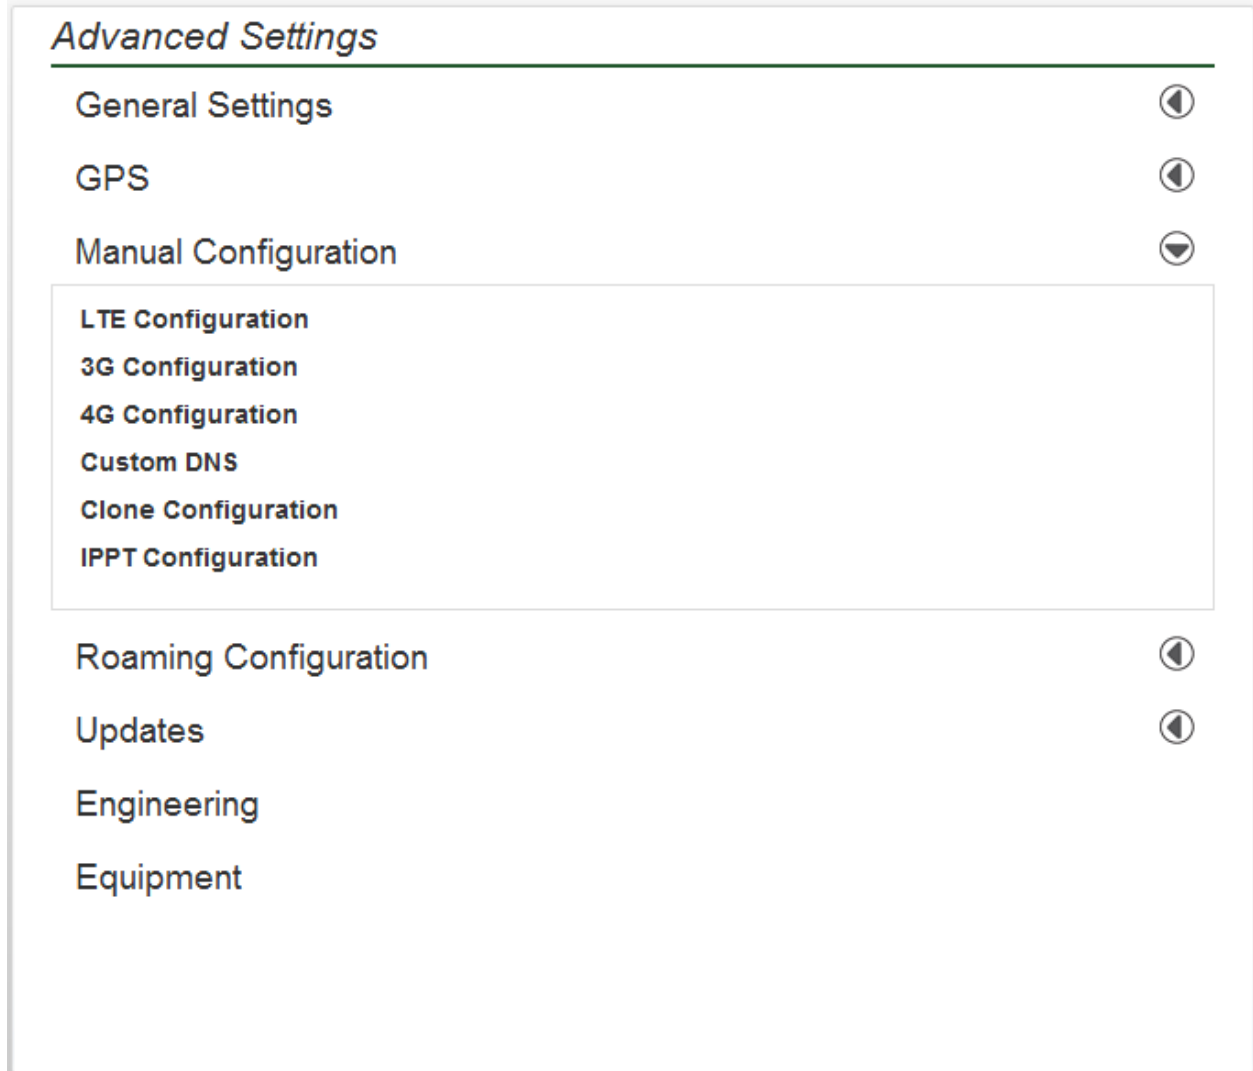 Advanced Settings
General Settings
GPS
Manual Configuration
LTE Configuration
3G Configuration
4G Configuration
Custom DNS
Clone Configuration
IPPT Configuration
Roaming Configuration
Updates
Engineering
Equipment